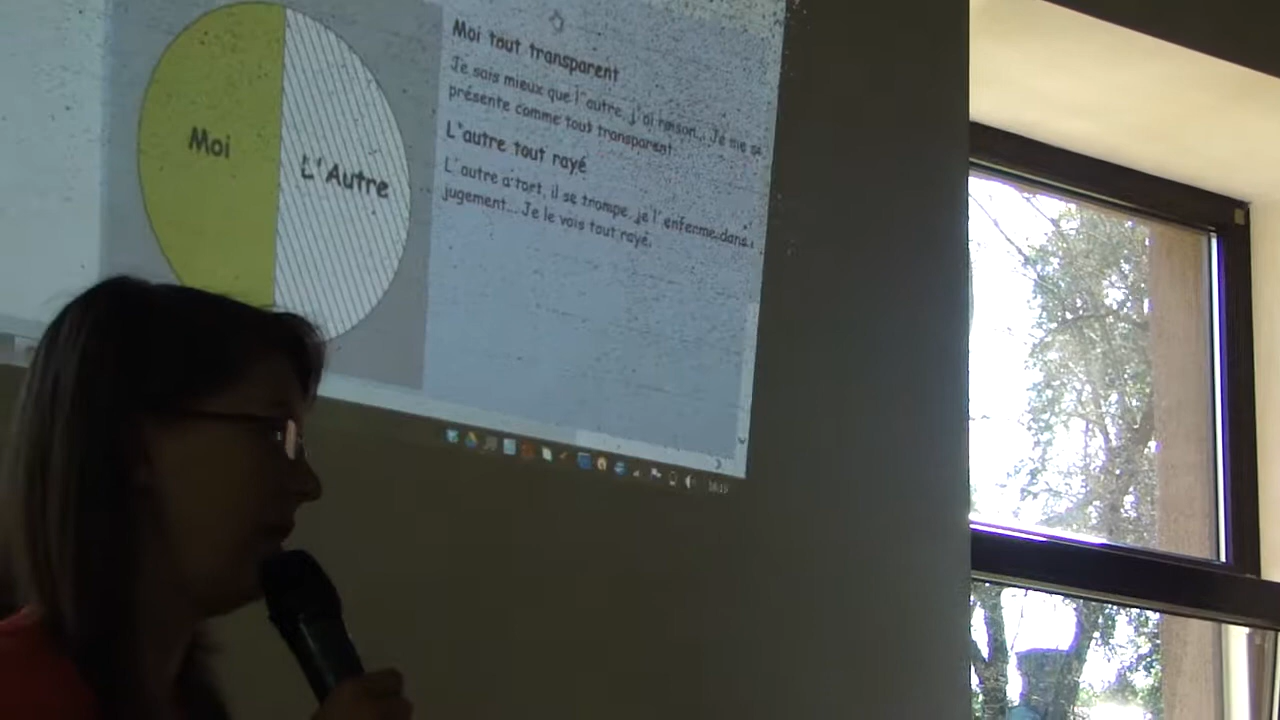 Moi
L'Autre
Moi tout transparent
Je sais mieux que l'autre, j'ai raison... Je me
présente comme tout transparent.
L'autre tout rayé
L'autre a tort, il se trompe, je l'enferme dans
jugement... Je le vois tout rayé.